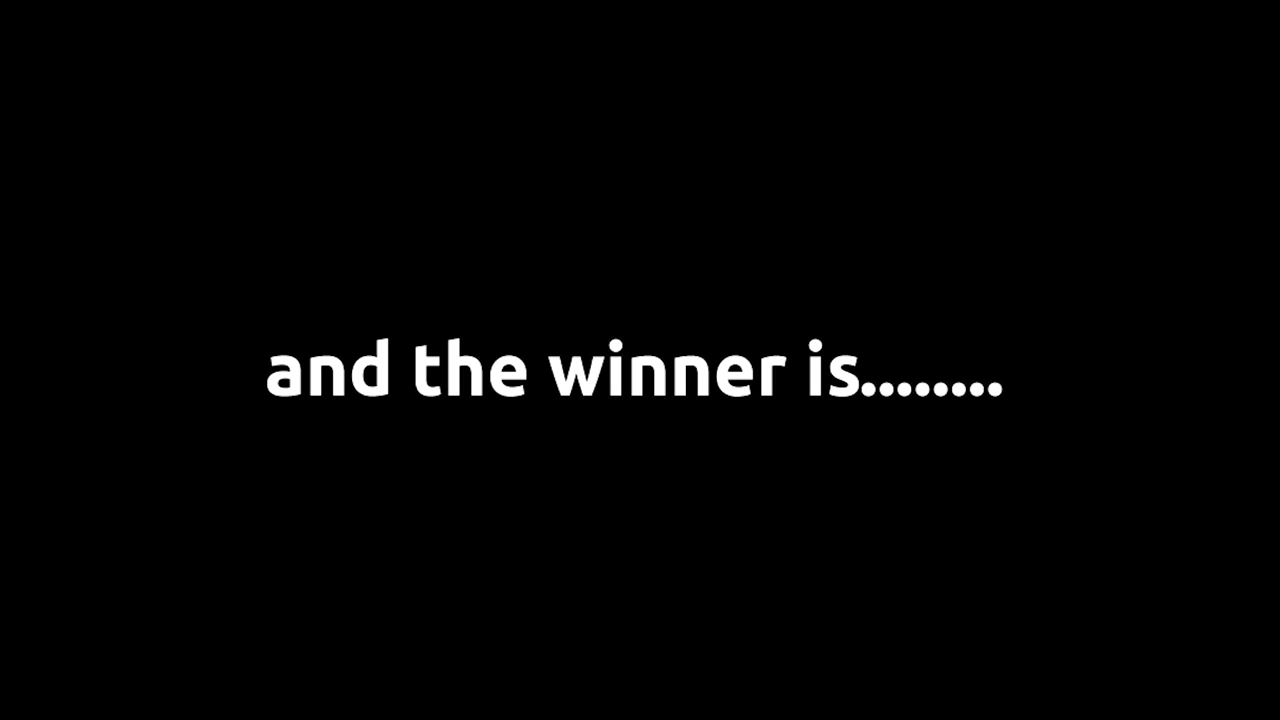 and the winner is........